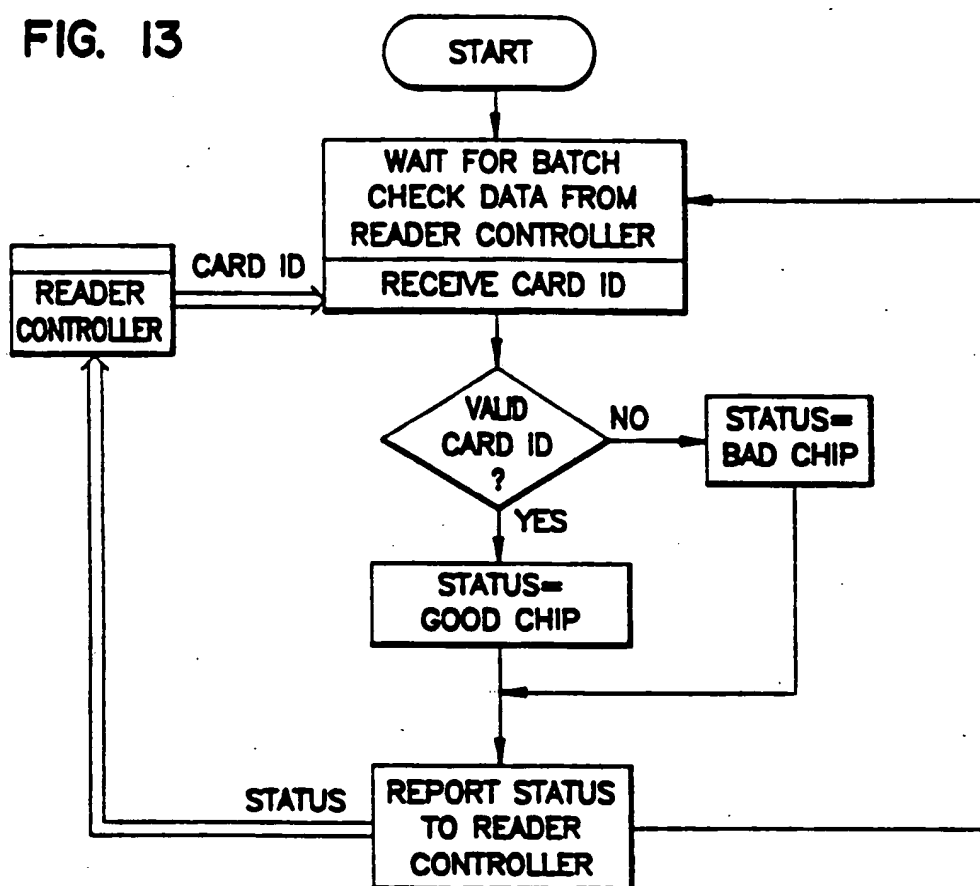 FIG. 13
START
WAIT FOR BATCH
CHECK DATA FROM
READER CONTROLLER
RECEIVE CARD ID
CARD ID
READER
CONTROLLER
VALID
CARD ID
?
NO
STATUS=
BAD CHIP
YES
STATUS=
GOOD CHIP
STATUS
REPORT STATUS
TO READER
CONTROLLER